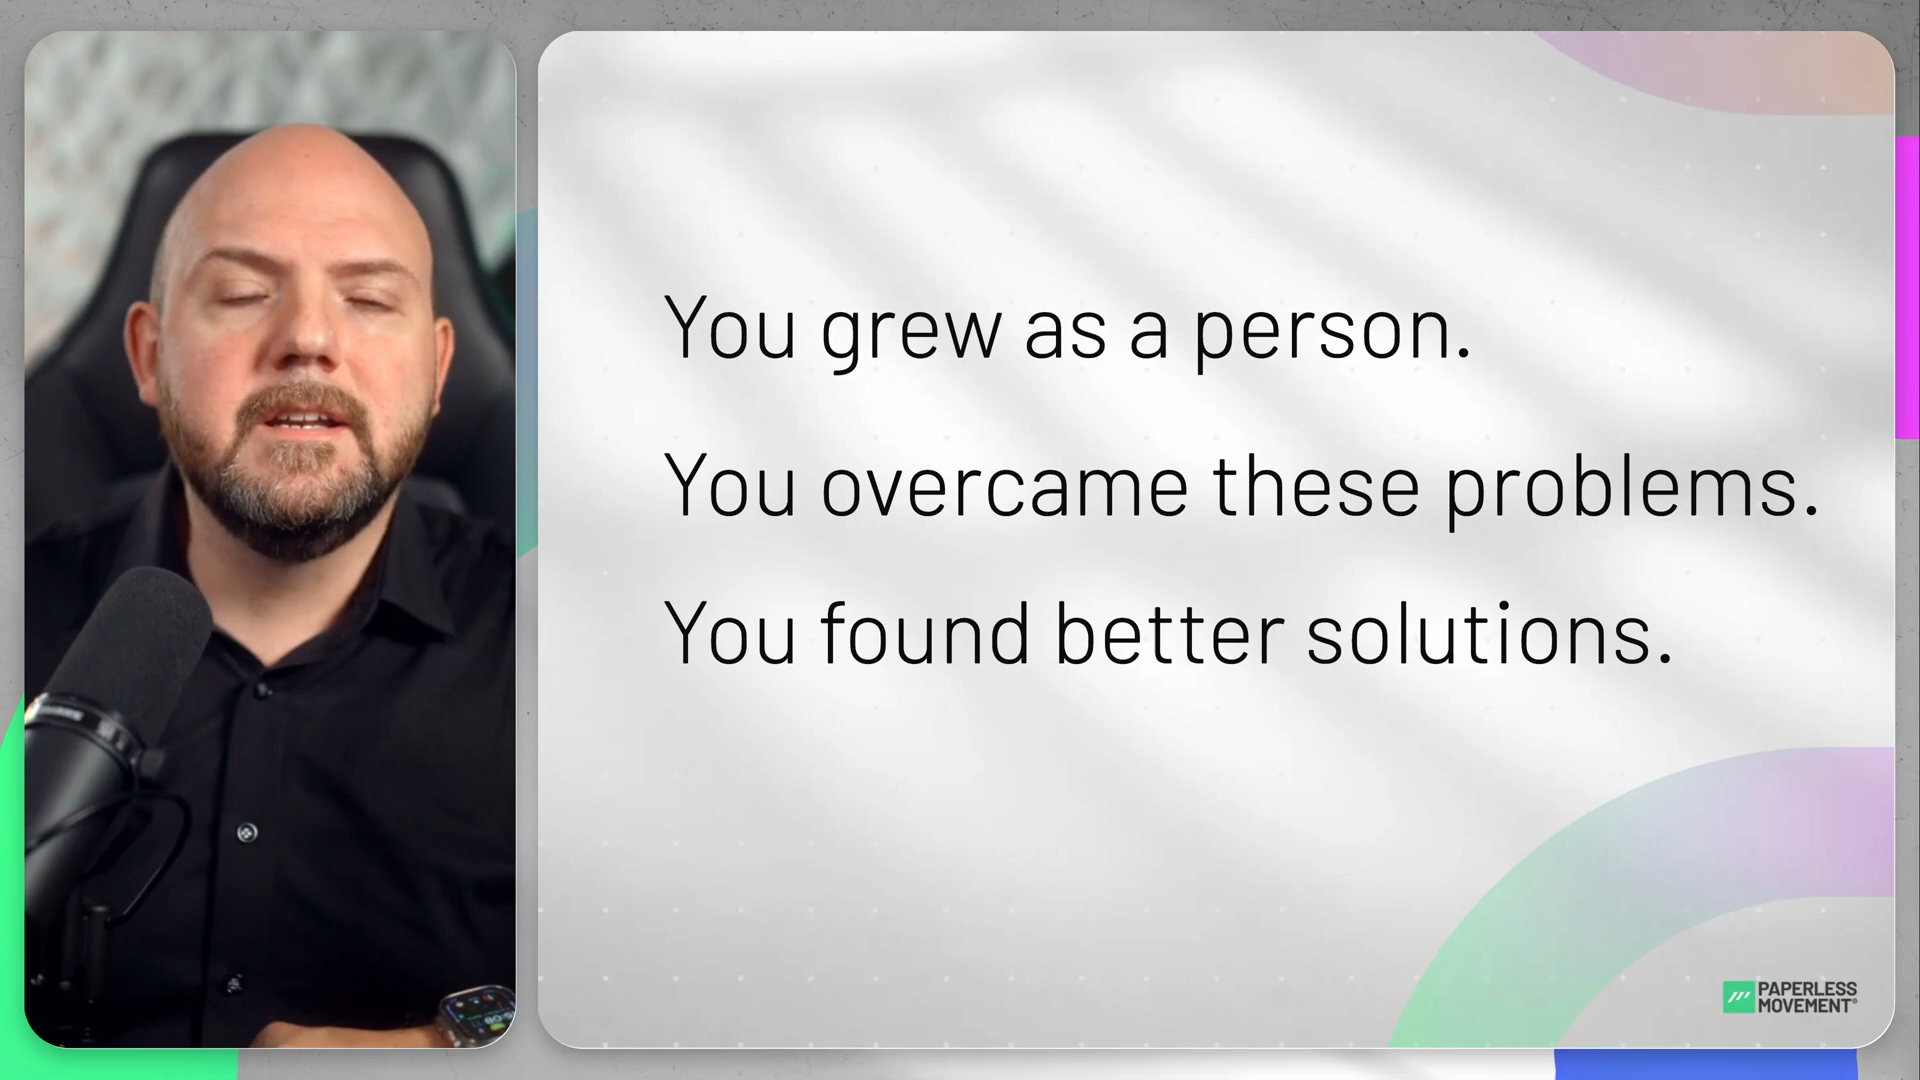 You grew as a person.
You overcame these problems.
You found better solutions.
PAPERLESS
MOVEMENT®